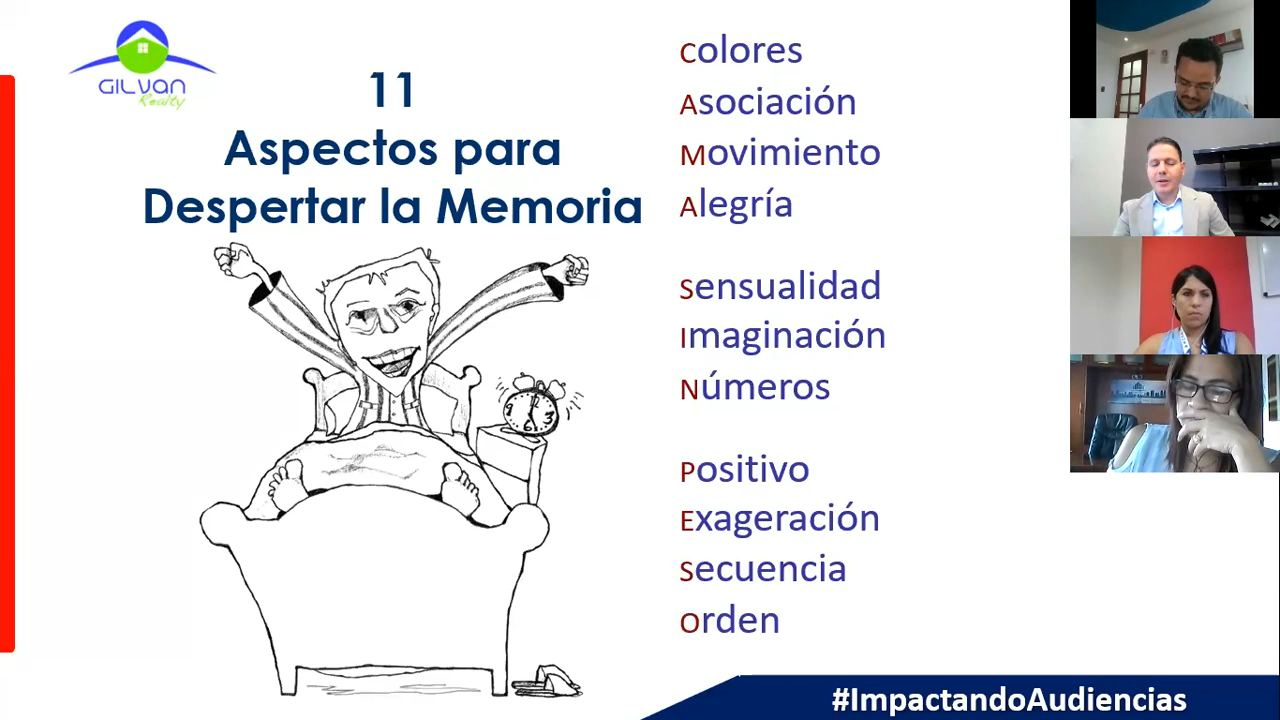 GILVAN
Realty
11
Aspectos para
Despertar la Memoria
Colores
Asociación
Movimiento
Alegría
Sensualidad
Imaginación
Números
Positivo
Exageración
Secuencia
Orden
#ImpactandoAudiencias